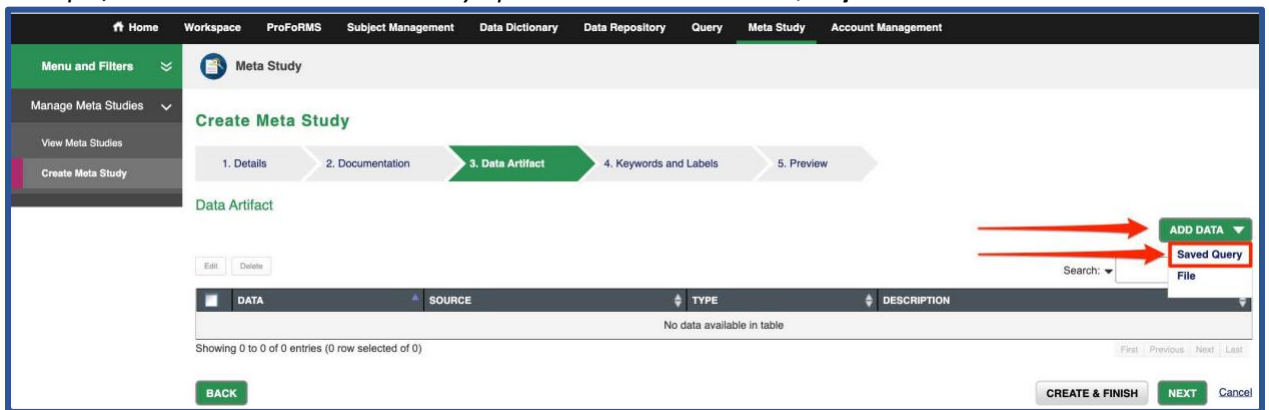 Home Workspace ProFoRMS Subject Management Data Dictionary Data Repository Query Meta Study Account Management
Menu and Filters
Meta Study
Manage Meta Studies
View Meta Studies
Create Meta Study
Create Meta Study
1. Details 2. Documentation 3. Data Artifact 4. Keywords and Labels 5. Preview
Data Artifact
ADD DATA
Saved Query
File
Edit Delete
Search:
DATA SOURCE TYPE DESCRIPTION
No data available in table
Showing 0 to 0 of 0 entries (0 row selected of 0)
First Previous Next Last
BACK
CREATE & FINISH NEXT Cancel